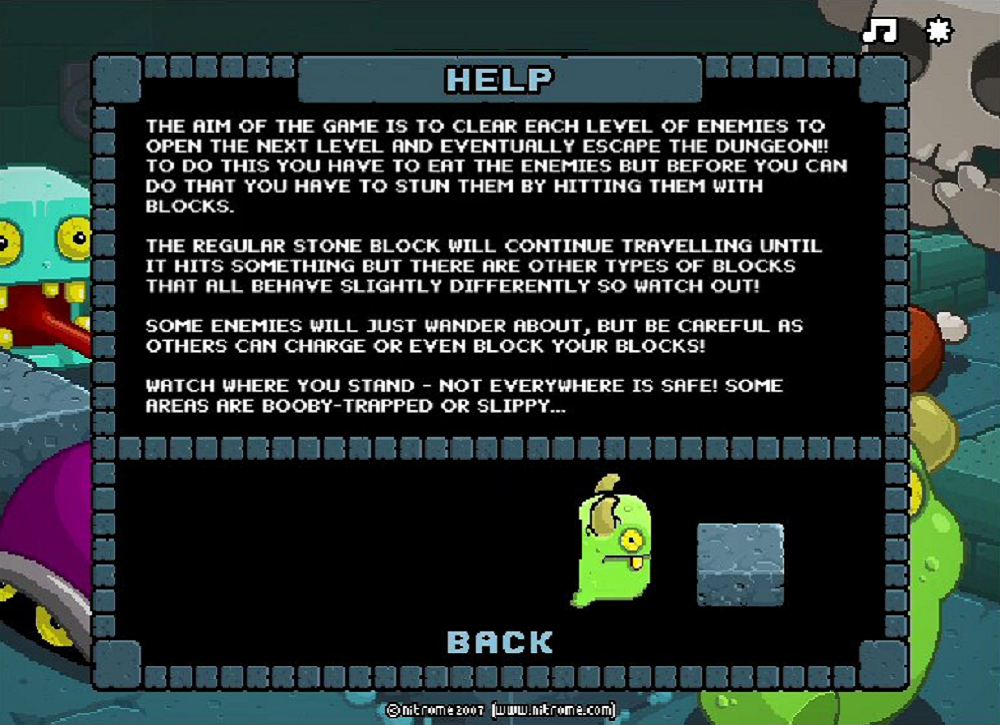 HELP
THE AIM OF THE GAME IS TO CLEAR EACH LEVEL OF ENEMIES TO
OPEN THE NEXT LEVEL AND EVENTUALLY ESCAPE THE DUNGEON!!
TO DO THIS YOU HAVE TO EAT THE ENEMIES BUT BEFORE YOU CAN
DO THAT YOU HAVE TO STUN THEM BY HITTING THEM WITH
BLOCKS.
THE REGULAR STONE BLOCK WILL CONTINUE TRAVELLING UNTIL
IT HITS SOMETHING BUT THERE ARE OTHER TYPES OF BLOCKS
THAT ALL BEHAVE SLIGHTLY DIFFERENTLY SO WATCH OUT!
SOME ENEMIES WILL JUST WANDER ABOUT, BUT BE CAREFUL AS
OTHERS CAN CHARGE OR EVEN BLOCK YOUR BLOCKS!
WATCH WHERE YOU STAND - NOT EVERYWHERE IS SAFE! SOME
AREAS ARE BOOBY-TRAPPED OR SLIPPY...
BACK
©nitrome2007 [www.nitrome.com]